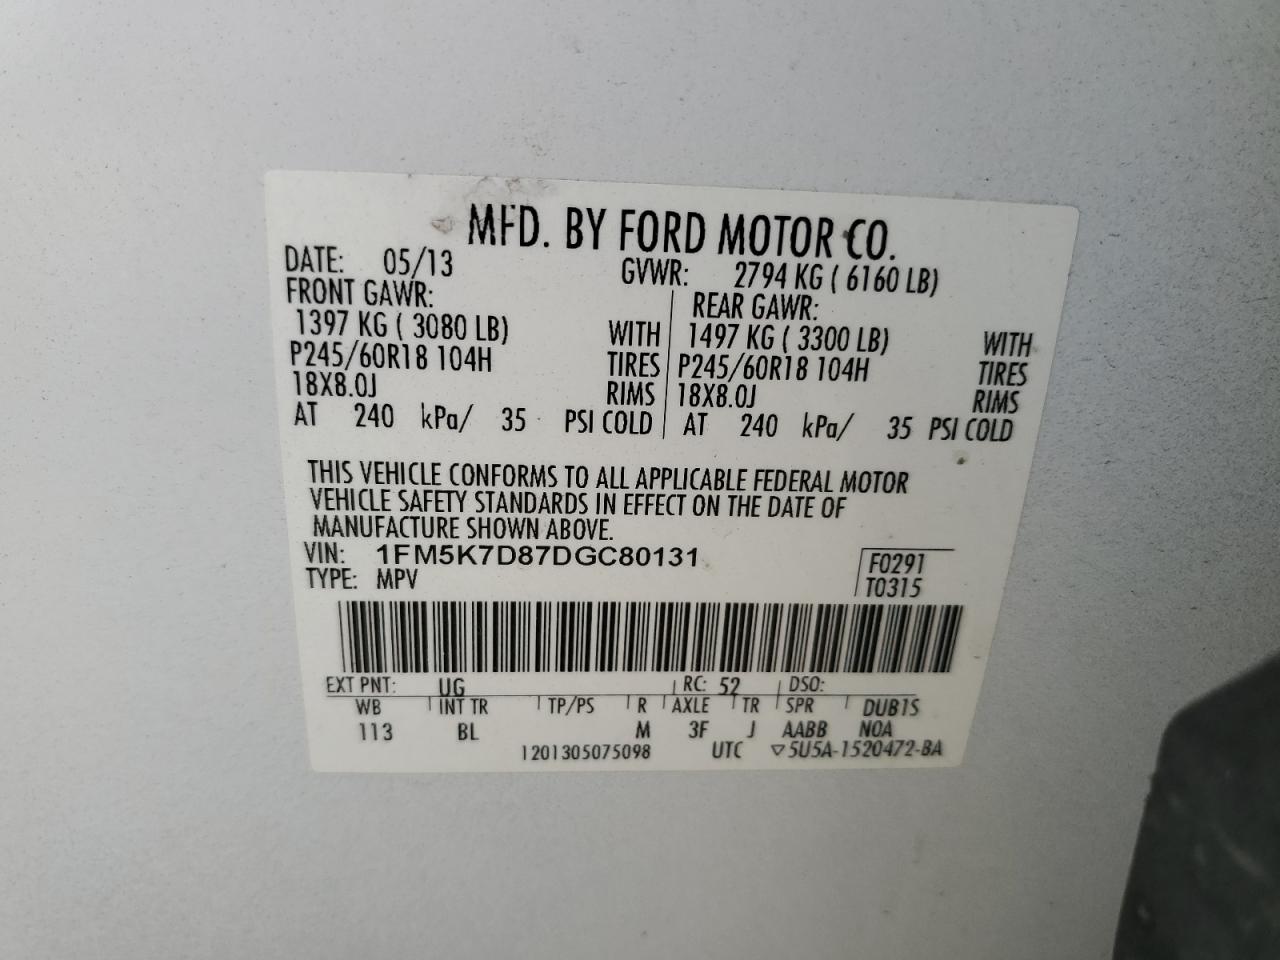 MFD. BY FORD MOTOR CO.
DATE: 05/13 GVWR: 2794 KG ( 6160 LB)
FRONT GAWR: REAR GAWR:
1397 KG ( 3080 LB) WITH 1497 KG ( 3300 LB) WITH
P245/60R18 104H TIRES P245/60R18 104H TIRES
18X8.0J RIMS 18X8.0J RIMS
AT 240 kPa/ 35 PSI COLD AT 240 kPa/ 35 PSI COLD
THIS VEHICLE CONFORMS TO ALL APPLICABLE FEDERAL MOTOR
VEHICLE SAFETY STANDARDS IN EFFECT ON THE DATE OF
MANUFACTURE SHOWN ABOVE.
VIN: 1FM5K7D87DGC80131 F0291
TYPE: MPV T0315
EXT PNT: UG RC: 52 DSO:
WB INT TR TP/PS R AXLE TR SPR DUB1S
113 BL M 3F J AABB NOA
1201305075098 UTC ▽5U5A-1520472-BA